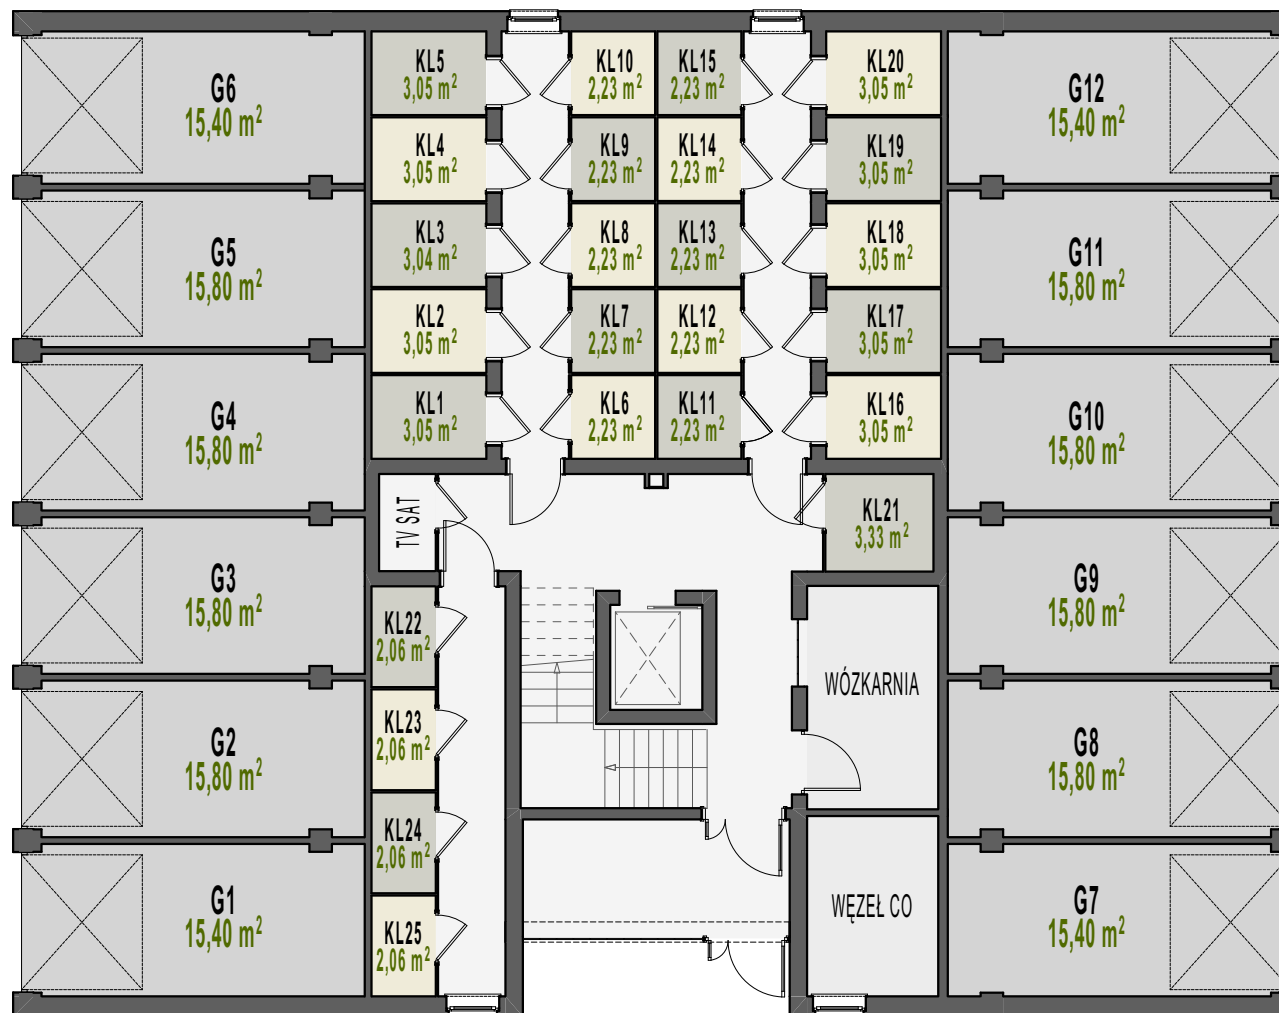 G6
15,40 m²
KL5
3,05 m²
KL10
2,23 m²
KL15
2,23 m²
KL20
3,05 m²
G12
15,40 m²
KL4
3,05 m²
KL9
2,23 m²
KL14
2,23 m²
KL19
3,05 m²
G5
15,80 m²
KL3
3,04 m²
KL8
2,23 m²
KL13
2,23 m²
KL18
3,05 m²
G11
15,80 m²
KL2
3,05 m²
KL7
2,23 m²
KL12
2,23 m²
KL17
3,05 m²
G4
15,80 m²
KL1
3,05 m²
KL6
2,23 m²
KL11
2,23 m²
KL16
3,05 m²
G10
15,80 m²
TV SAT
KL21
3,33 m²
G3
15,80 m²
KL22
2,06 m²
G9
15,80 m²
WÓZKARNIA
G2
15,80 m²
KL23
2,06 m²
G8
15,80 m²
KL24
2,06 m²
G1
15,40 m²
KL25
2,06 m²
WĘZEŁ CO
G7
15,40 m²